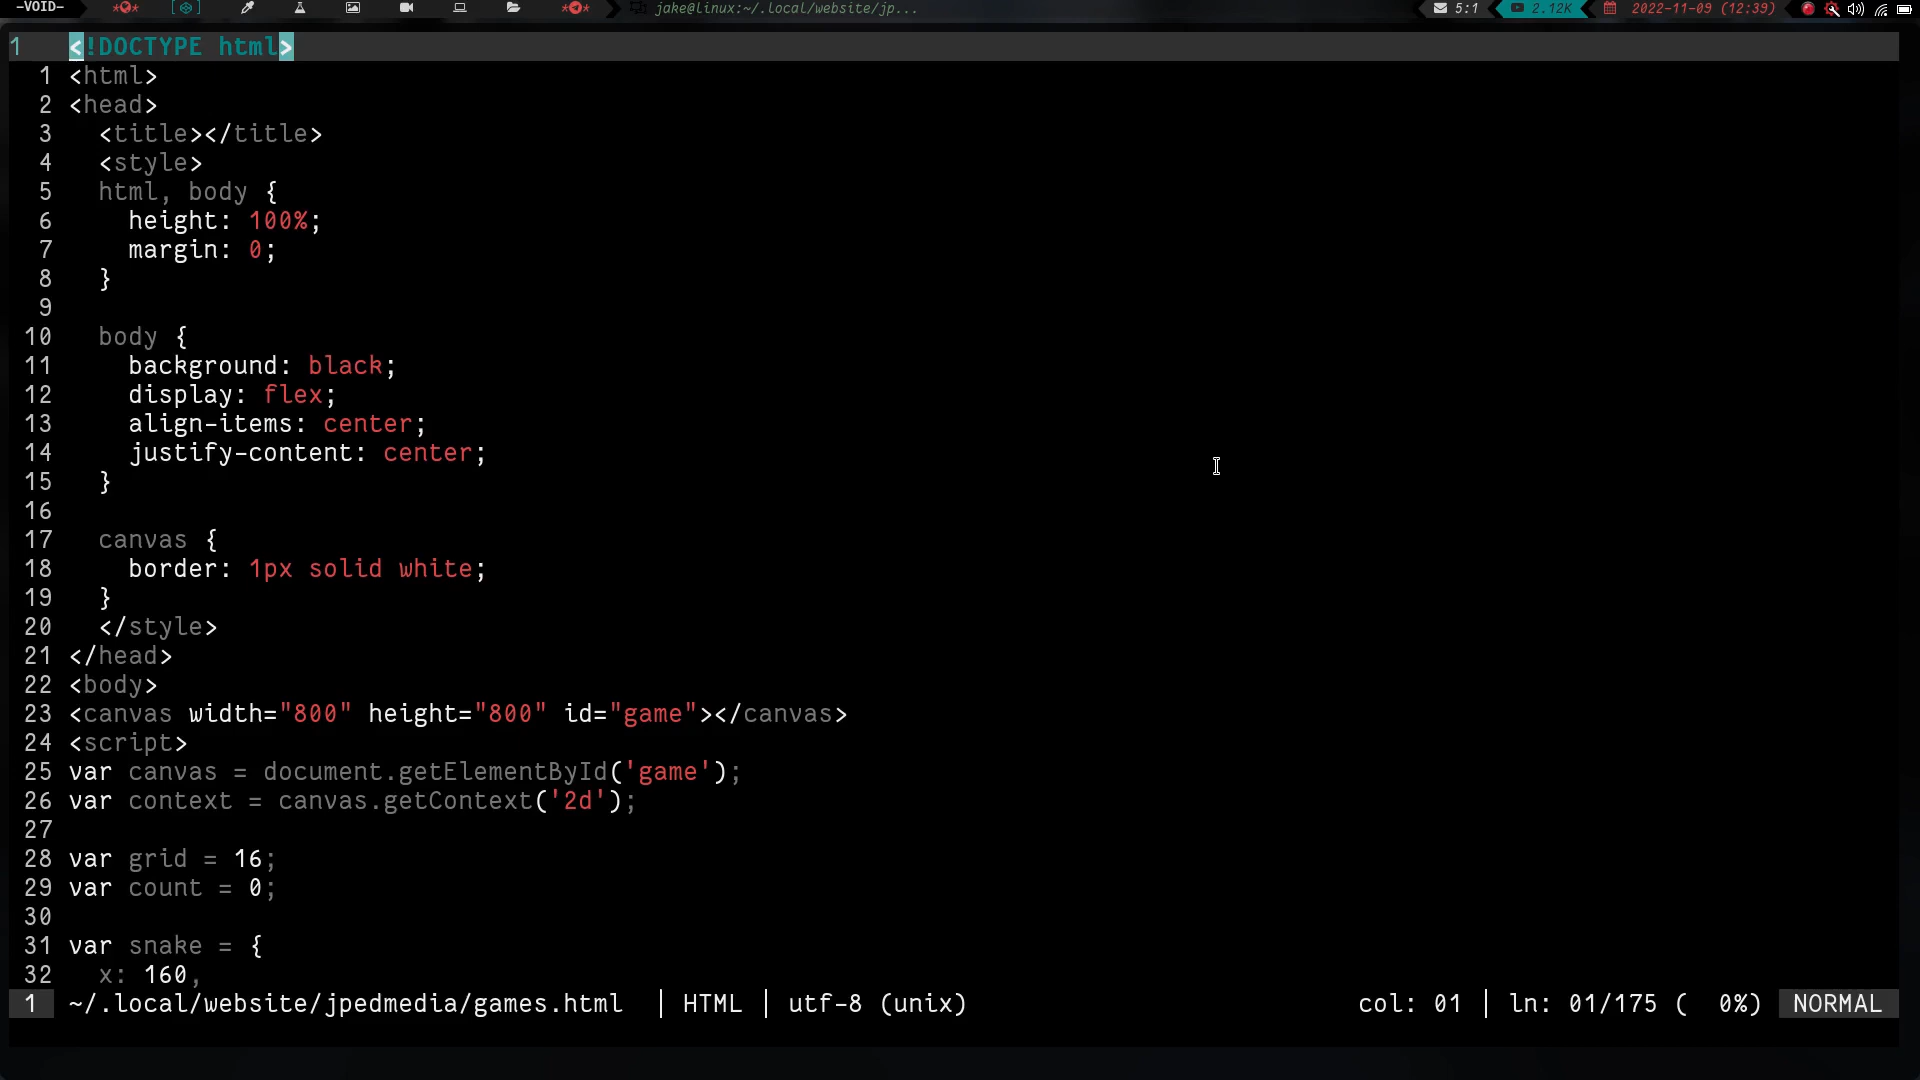 -VOID- jake@linux:~/.local/website/jp... 5:1 2.12K 2022-11-09 (12:39)
1 <!DOCTYPE html>
1 <html>
2 <head>
3   <title></title>
4   <style>
5   html, body {
6     height: 100%;
7     margin: 0;
8   }
9
10   body {
11     background: black;
12     display: flex;
13     align-items: center;
14     justify-content: center;
15   }
16
17   canvas {
18     border: 1px solid white;
19   }
20   </style>
21 </head>
22 <body>
23 <canvas width="800" height="800" id="game"></canvas>
24 <script>
25 var canvas = document.getElementById('game');
26 var context = canvas.getContext('2d');
27
28 var grid = 16;
29 var count = 0;
30
31 var snake = {
32   x: 160,
1 ~/.local/website/jpedmedia/games.html | HTML | utf-8 (unix) col: 01 | ln: 01/175 ( 0%) NORMAL